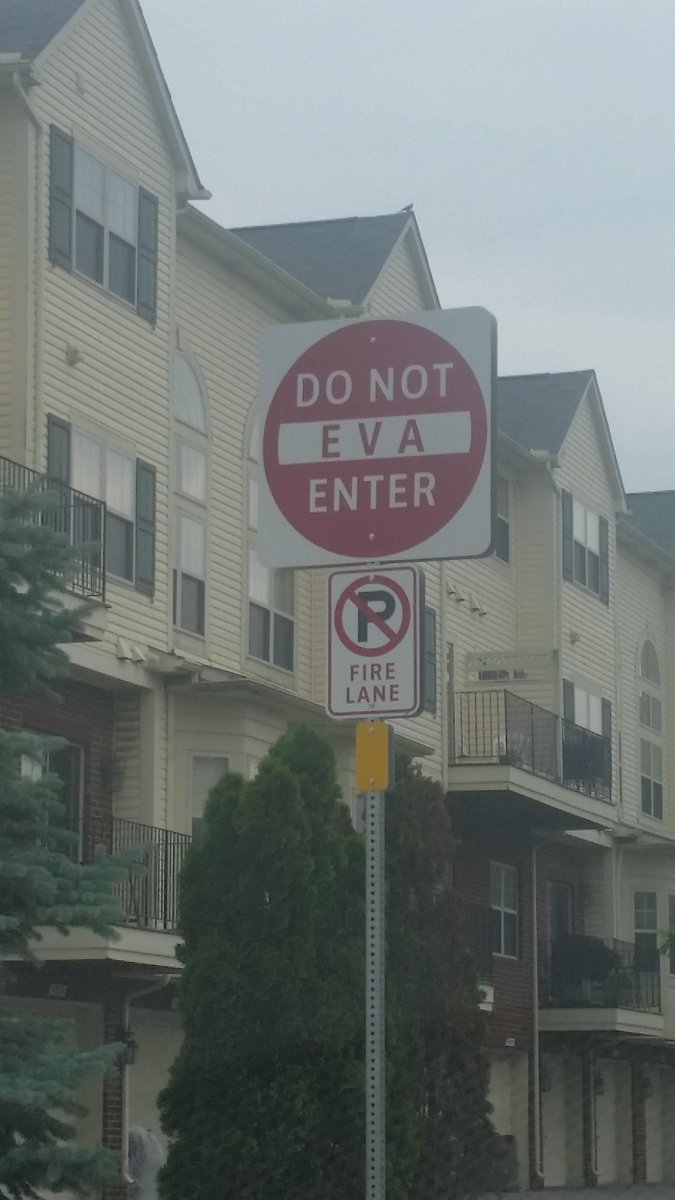 DO NOT
EVA
ENTER
P
FIRE
LANE